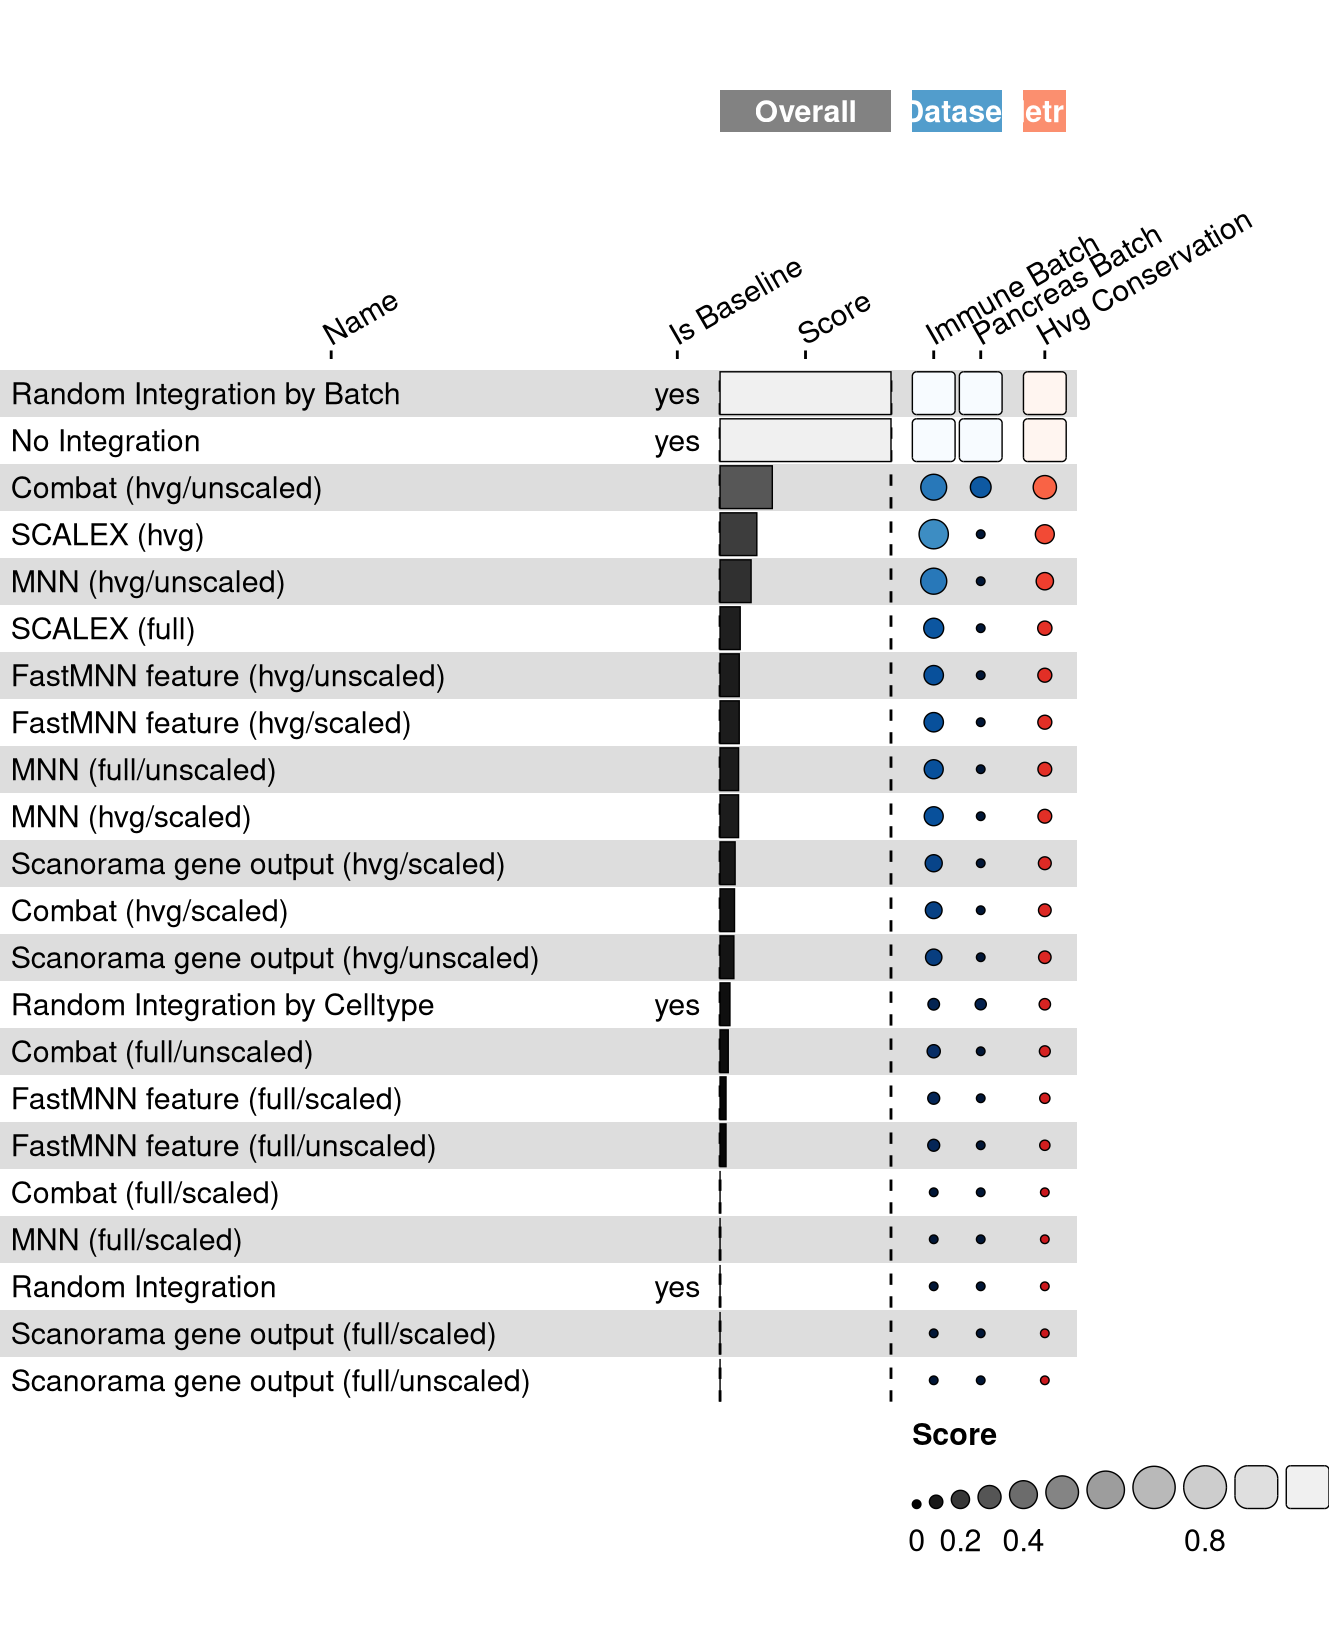 Overall Datase etr
Name Is Baseline Score Immune Batch Pancreas Batch Hvg Conservation
Random Integration by Batch yes
No Integration yes
Combat (hvg/unscaled)
SCALEX (hvg)
MNN (hvg/unscaled)
SCALEX (full)
FastMNN feature (hvg/unscaled)
FastMNN feature (hvg/scaled)
MNN (full/unscaled)
MNN (hvg/scaled)
Scanorama gene output (hvg/scaled)
Combat (hvg/scaled)
Scanorama gene output (hvg/unscaled)
Random Integration by Celltype yes
Combat (full/unscaled)
FastMNN feature (full/scaled)
FastMNN feature (full/unscaled)
Combat (full/scaled)
MNN (full/scaled)
Random Integration yes
Scanorama gene output (full/scaled)
Scanorama gene output (full/unscaled)
Score
0 0.2 0.4 0.8